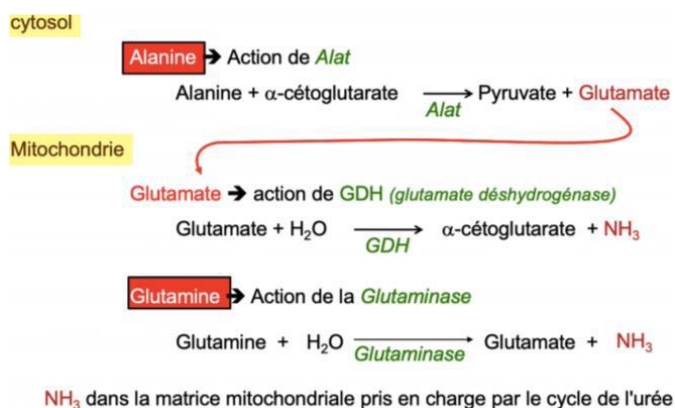 cytosol
Alanine ➔ Action de Alat
Alanine + α-cétoglutarate ⟶ Pyruvate + Glutamate
Alat
Mitochondrie
Glutamate ➔ action de GDH (glutamate déshydrogénase)
Glutamate + H₂O ⟶ α-cétoglutarate + NH₃
GDH
Glutamine ➔ Action de la Glutaminase
Glutamine + H₂O ⟶ Glutamate + NH₃
Glutaminase
NH₃ dans la matrice mitochondriale pris en charge par le cycle de l'urée